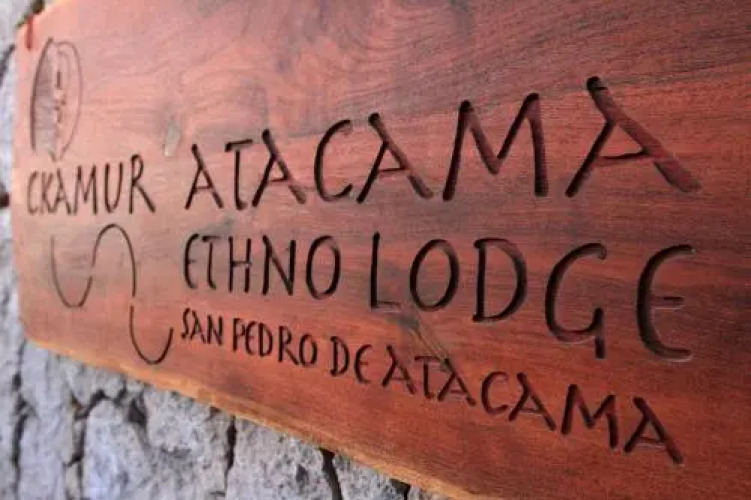 CKAMUR ATACAMA
ETHNO LODGE
SAN PEDRO DE ATACAMA